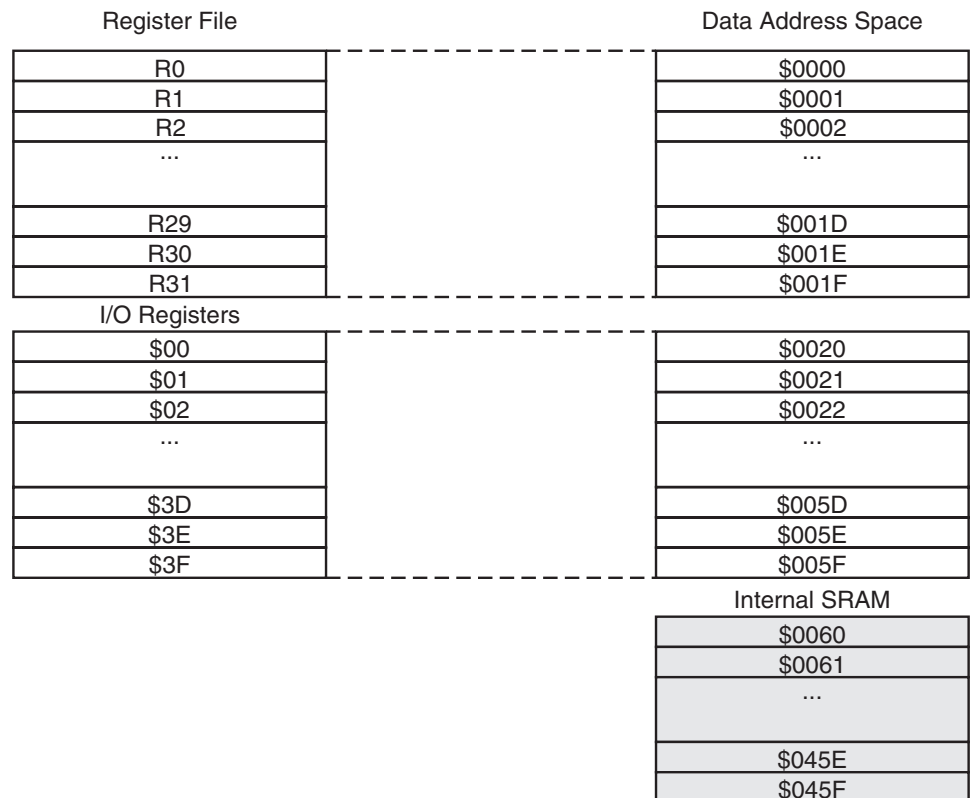 Register File Data Address Space
R0 $0000
R1 $0001
R2 $0002
... ...
R29 $001D
R30 $001E
R31 $001F
I/O Registers
$00 $0020
$01 $0021
$02 $0022
... ...
$3D $005D
$3E $005E
$3F $005F
Internal SRAM
$0060
$0061
...
$045E
$045F